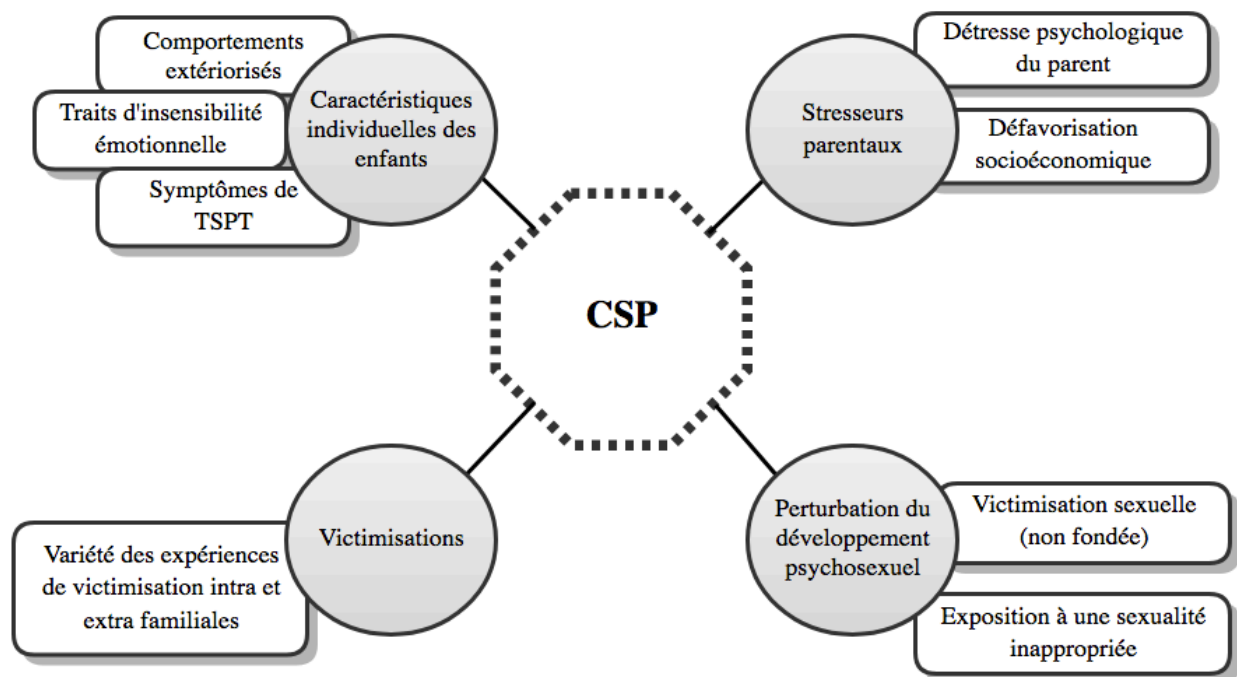 Comportements
extériorisés
Traits d'insensibilité
émotionnelle
Symptômes de
TSPT
Caractéristiques
individuelles des
enfants
Détresse psychologique
du parent
Défavorisation
socioéconomique
Stresseurs
parentaux
CSP
Victimisations
Variété des expériences
de victimisation intra et
extra familiales
Perturbation du
développement
psychosexuel
Victimisation sexuelle
(non fondée)
Exposition à une sexualité
inappropriée